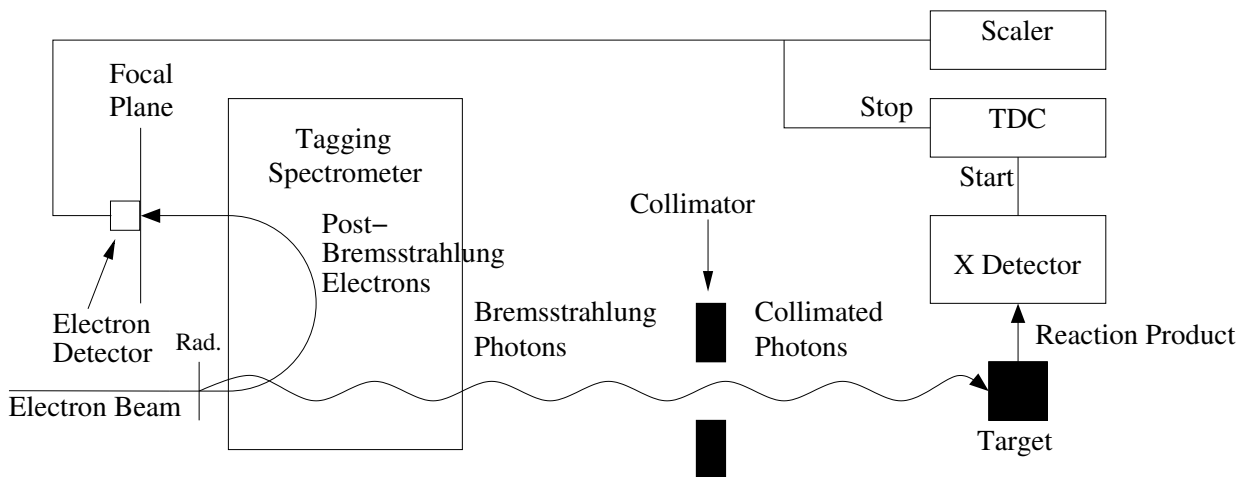 Scaler
Focal
Plane
Stop
TDC
Tagging
Spectrometer
Start
Collimator
Post−
Bremsstrahlung
Electrons
X Detector
Electron
Detector
Rad.
Bremsstrahlung
Photons
Collimated
Photons
Reaction Product
Electron Beam
Target